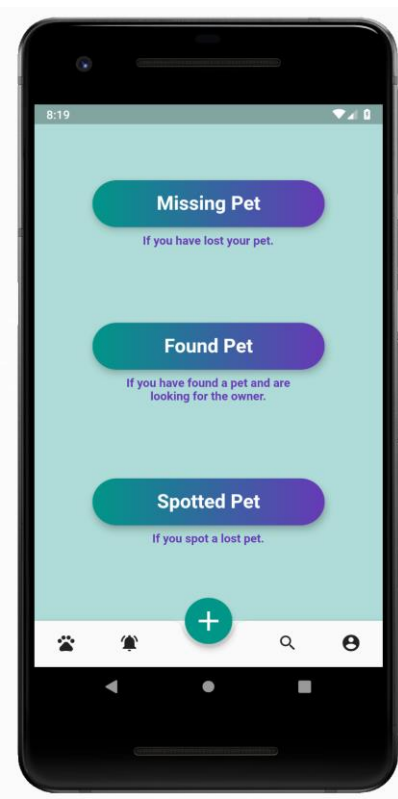 8:19
Missing Pet
If you have lost your pet.
Found Pet
If you have found a pet and are
looking for the owner.
Spotted Pet
If you spot a lost pet.